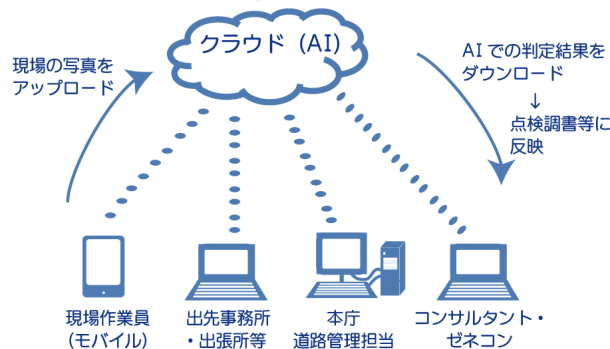 クラウド（AI）
現場の写真を
アップロード
AI での判定結果を
ダウンロード
↓
点検調書等に
反映
現場作業員
（モバイル）
出先事務所
・出張所等
本庁
道路管理担当
コンサルタント・
ゼネコン